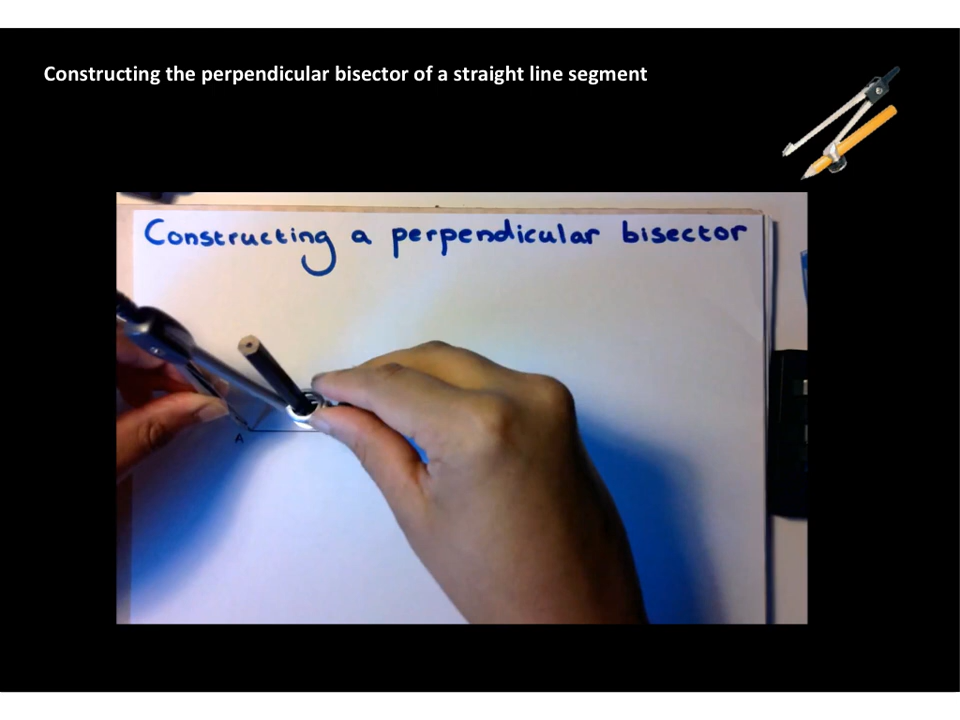 Constructing the perpendicular bisector of a straight line segment
Constructing a perpendicular bisector
A